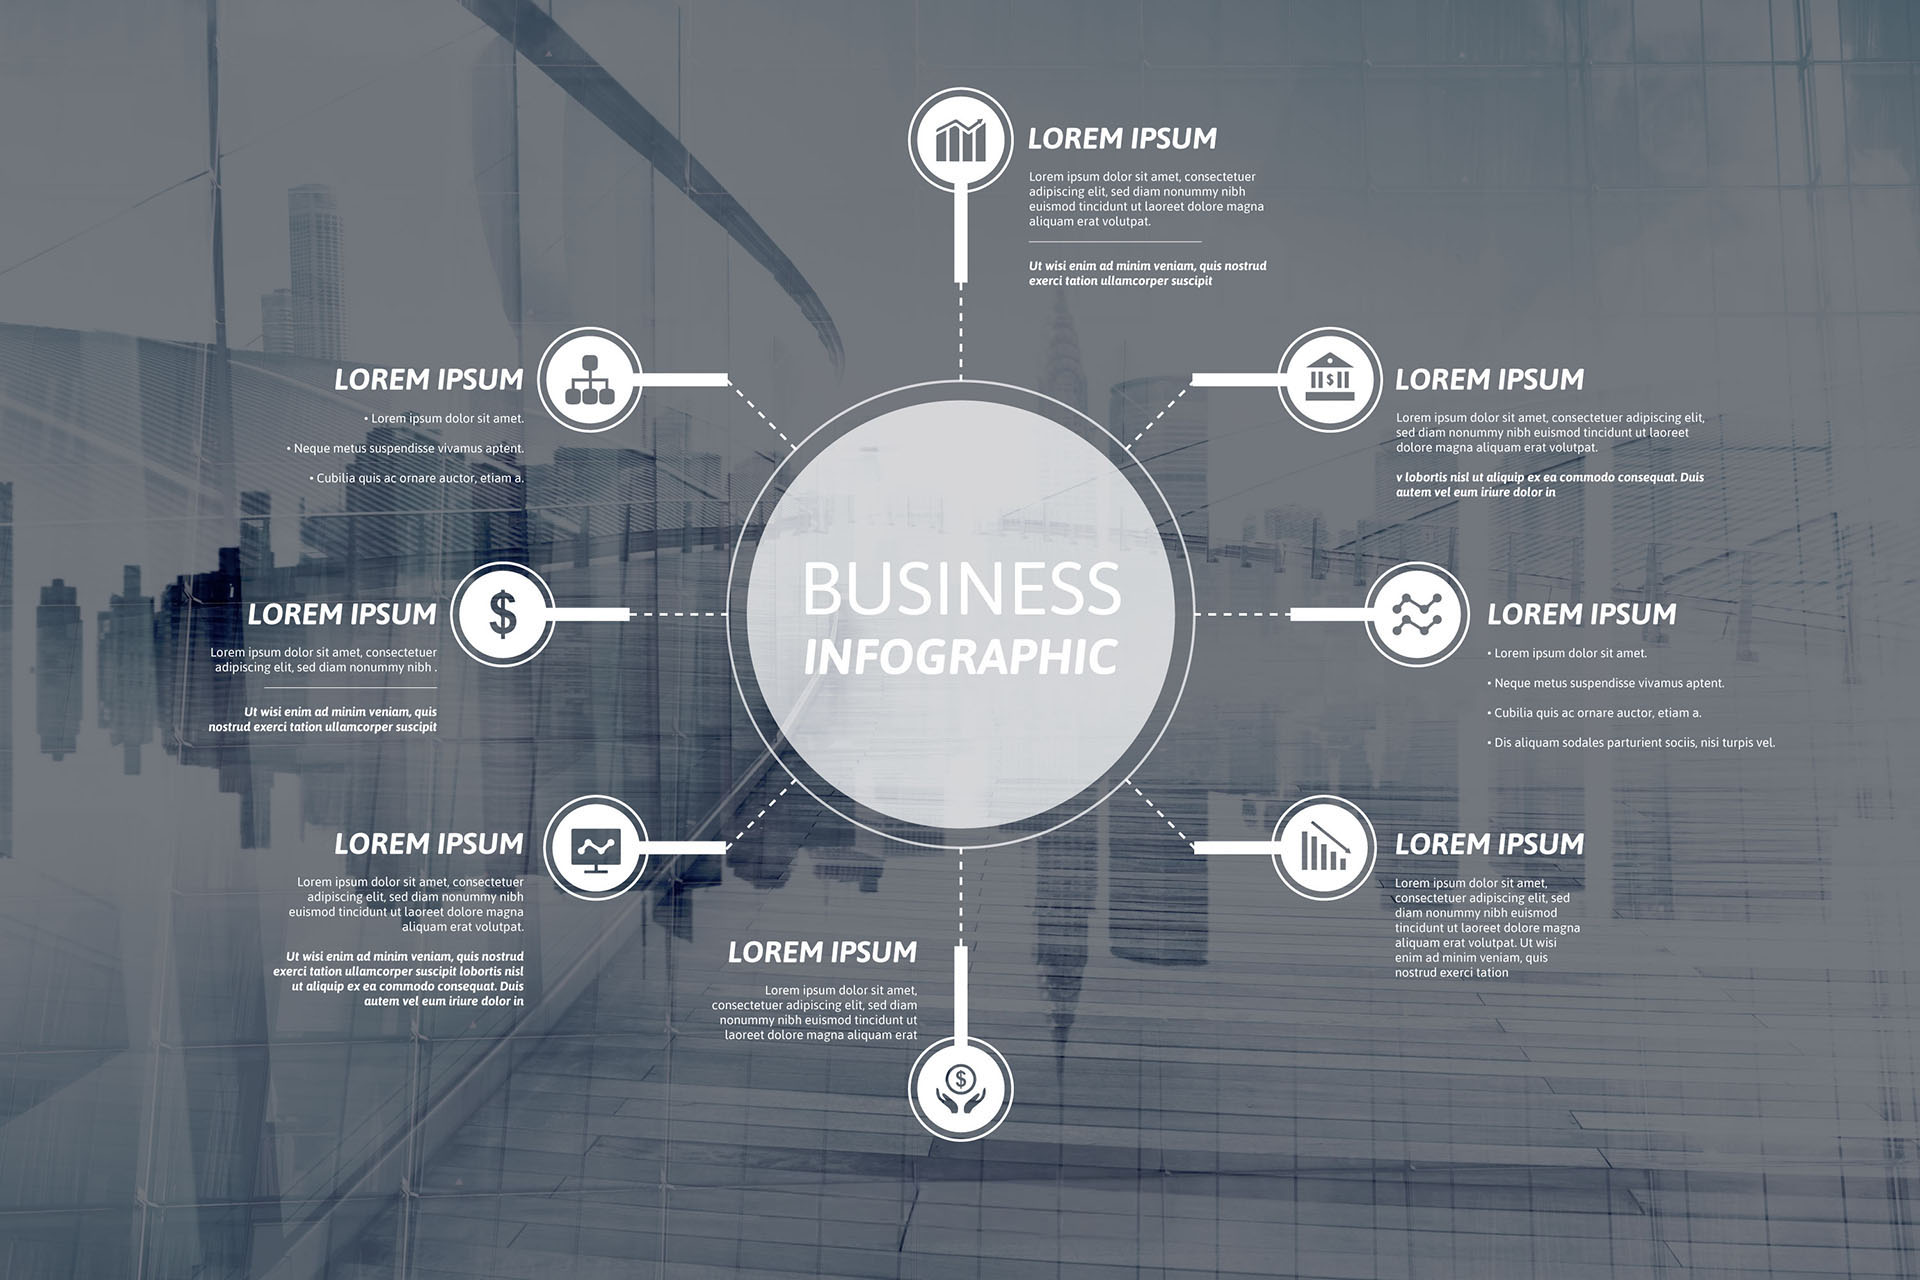 LOREM IPSUM
Lorem ipsum dolor sit amet, consectetuer
adipiscing elit, sed diam nonummy nibh
euismod tincidunt ut laoreet dolore magna
aliquam erat volutpat.
Ut wisi enim ad minim veniam, quis nostrud
exerci tation ullamcorper suscipit
LOREM IPSUM
• Lorem ipsum dolor sit amet.
• Neque metus suspendisse vivamus aptent.
• Cubilia quis ac ornare auctor, etiam a.
$
LOREM IPSUM
Lorem ipsum dolor sit amet, consectetuer adipiscing elit,
sed diam nonummy nibh euismod tincidunt ut laoreet
dolore magna aliquam erat volutpat.
v lobortis nisl ut aliquip ex ea commodo consequat. Duis
autem vel eum iriure dolor in
BUSINESS
INFOGRAPHIC
LOREM IPSUM
$
Lorem ipsum dolor sit amet, consectetuer
adipiscing elit, sed diam nonummy nibh .
Ut wisi enim ad minim veniam, quis
nostrud exerci tation ullamcorper suscipit
LOREM IPSUM
• Lorem ipsum dolor sit amet.
• Neque metus suspendisse vivamus aptent.
• Cubilia quis ac ornare auctor, etiam a.
• Dis aliquam sodales parturient sociis, nisi turpis vel.
LOREM IPSUM
Lorem ipsum dolor sit amet, consectetuer
adipiscing elit, sed diam nonummy nibh
euismod tincidunt ut laoreet dolore magna
aliquam erat volutpat.
Ut wisi enim ad minim veniam, quis nostrud
exerci tation ullamcorper suscipit lobortis nisl
ut aliquip ex ea commodo consequat. Duis
autem vel eum iriure dolor in
LOREM IPSUM
Lorem ipsum dolor sit amet,
consectetuer adipiscing elit, sed
diam nonummy nibh euismod
tincidunt ut laoreet dolore magna
aliquam erat volutpat. Ut wisi
enim ad minim veniam, quis
nostrud exerci tation
LOREM IPSUM
Lorem ipsum dolor sit amet,
consectetuer adipiscing elit, sed diam
nonummy nibh euismod tincidunt ut
laoreet dolore magna aliquam erat
$